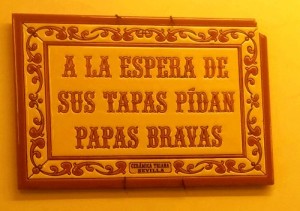 A LA ESPERA DE
SUS TAPAS PÍDAN
PAPAS BRAVAS
CERÁMICA TRIANA
SEVILLA